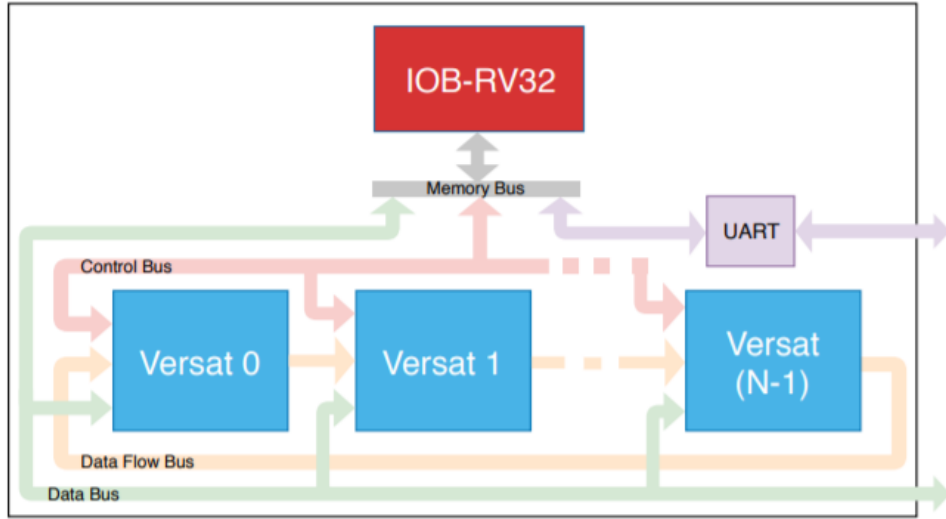 IOB-RV32
Memory Bus
UART
Control Bus
Versat 0
Versat 1
Versat
(N-1)
Data Flow Bus
Data Bus